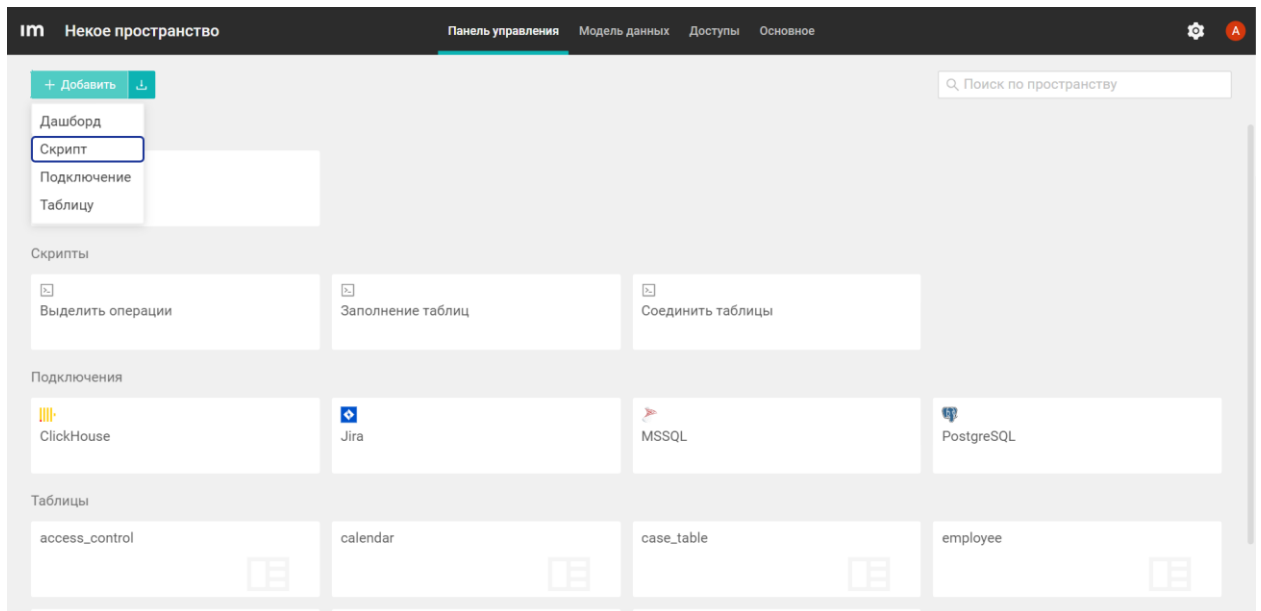 ım Некое пространство Панель управления Модель данных Доступы Основное A
+ Добавить Поиск по пространству
Дашборд
Скрипт
Подключение
Таблицу
Скрипты
Выделить операции Заполнение таблиц Соединить таблицы
Подключения
ClickHouse Jira MSSQL PostgreSQL
Таблицы
access_control calendar case_table employee